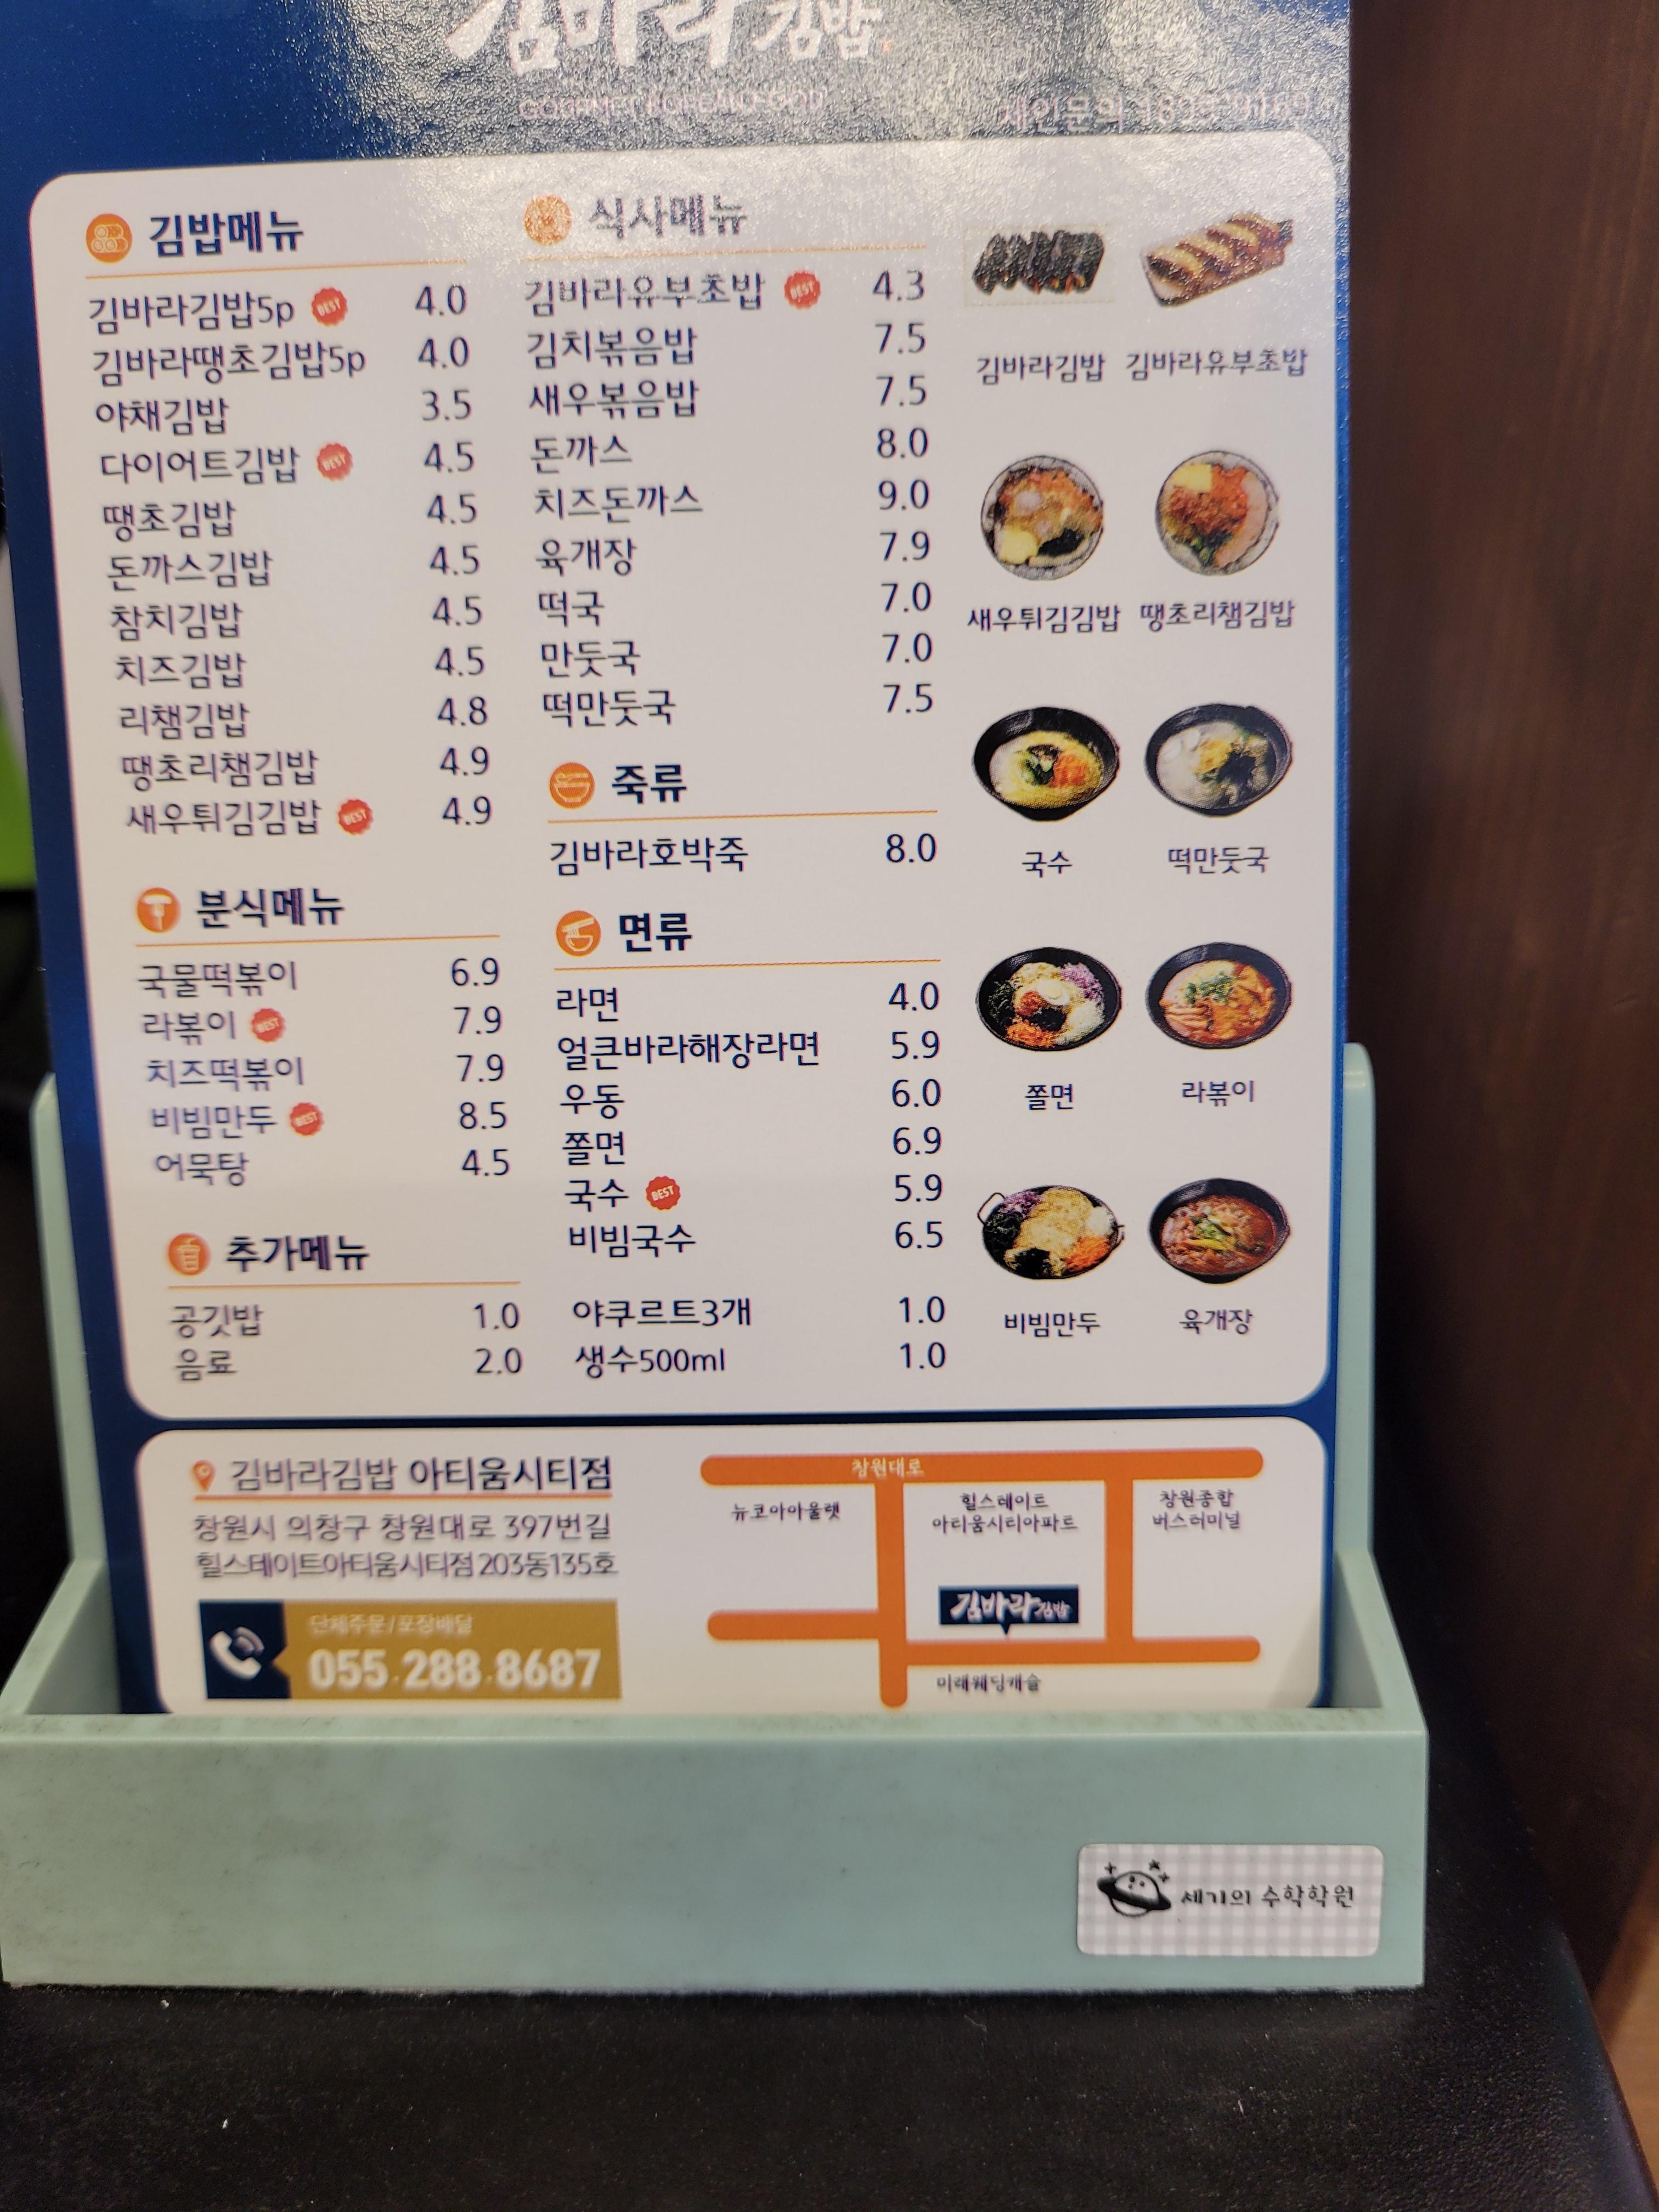 김바라김밥
GOURMET KOREAND FOOD
김밥메뉴
김바라김밥5p BEST 4.0
김바라땡초김밥5p 4.0
야채김밥 3.5
다이어트김밥 BEST 4.5
땡초김밥 4.5
돈까스김밥 4.5
참치김밥 4.5
치즈김밥 4.5
리챔김밥 4.8
땡초리챔김밥 4.9
새우튀김김밥 BEST 4.9
분식메뉴
국물떡볶이 6.9
라볶이 BEST 7.9
치즈떡볶이 7.9
비빔만두 BEST 8.5
어묵탕 4.5
추가메뉴
공깃밥 1.0
음료 2.0
식사메뉴
김바라유부초밥 BEST 4.3
김치볶음밥 7.5
새우볶음밥 7.5
돈까스 8.0
치즈돈까스 9.0
육개장 7.9
떡국 7.0
만둣국 7.0
떡만둣국 7.5
죽류
김바라호박죽 8.0
면류
라면 4.0
얼큰바라해장라면 5.9
우동 6.0
쫄면 6.9
국수 BEST 5.9
비빔국수 6.5
야쿠르트3개 1.0
생수500ml 1.0
김바라김밥 김바라유부초밥
새우튀김김밥 땡초리챔김밥
국수 떡만둣국
쫄면 라볶이
비빔만두 육개장
김바라김밥 아티움시티점
창원시 의창구 창원대로 397번길
힐스테이트아티움시티점 203동135호
단체주문/포장배달
055.288.8687
창원대로
뉴코아아울렛
힐스테이트
아티움시티아파트
창원종합
버스터미널
김바라김밥
미래웨딩캐슬
세기의 수학학원